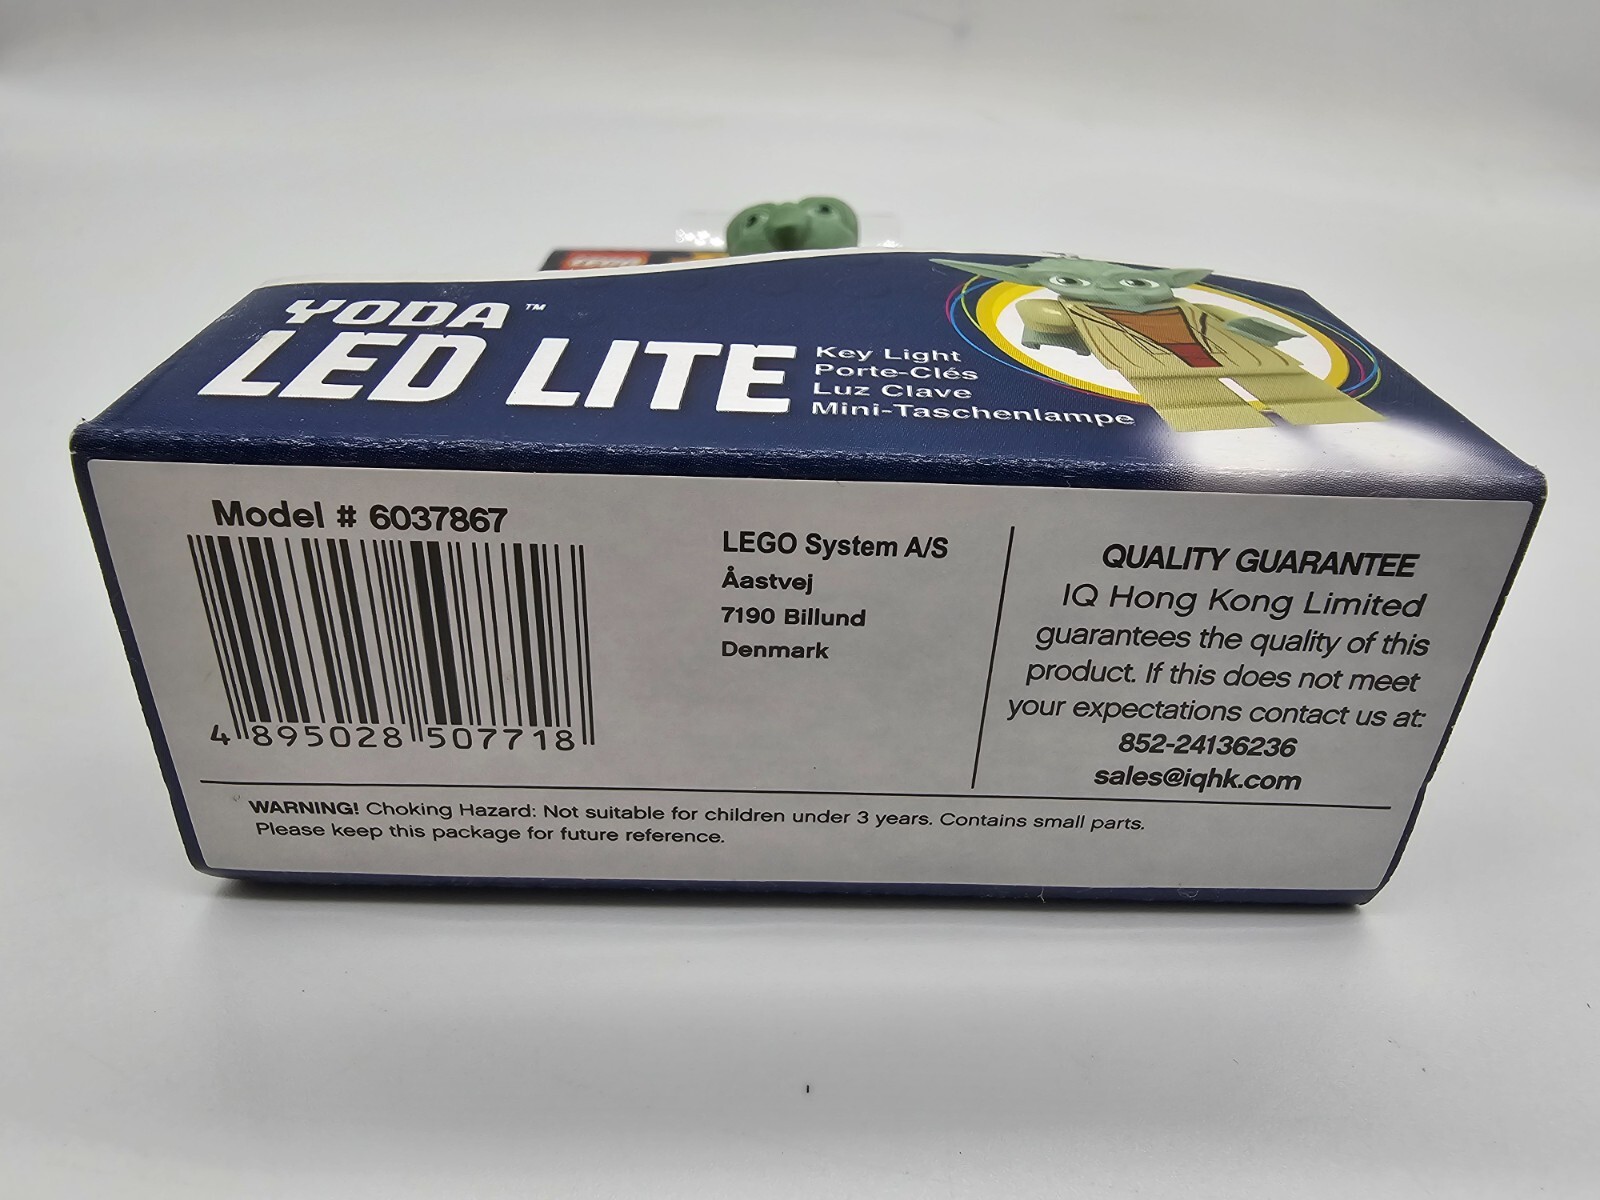 LEGO
YODA™
LED LITE
Key Light
Porte-Clés
Luz Clave
Mini-Taschenlampe
Model # 6037867
4 895028 507718
LEGO System A/S
Åastvej
7190 Billund
Denmark
QUALITY GUARANTEE
IQ Hong Kong Limited
guarantees the quality of this
product. If this does not meet
your expectations contact us at:
852-24136236
sales@iqhk.com
WARNING! Choking Hazard: Not suitable for children under 3 years. Contains small parts.
Please keep this package for future reference.